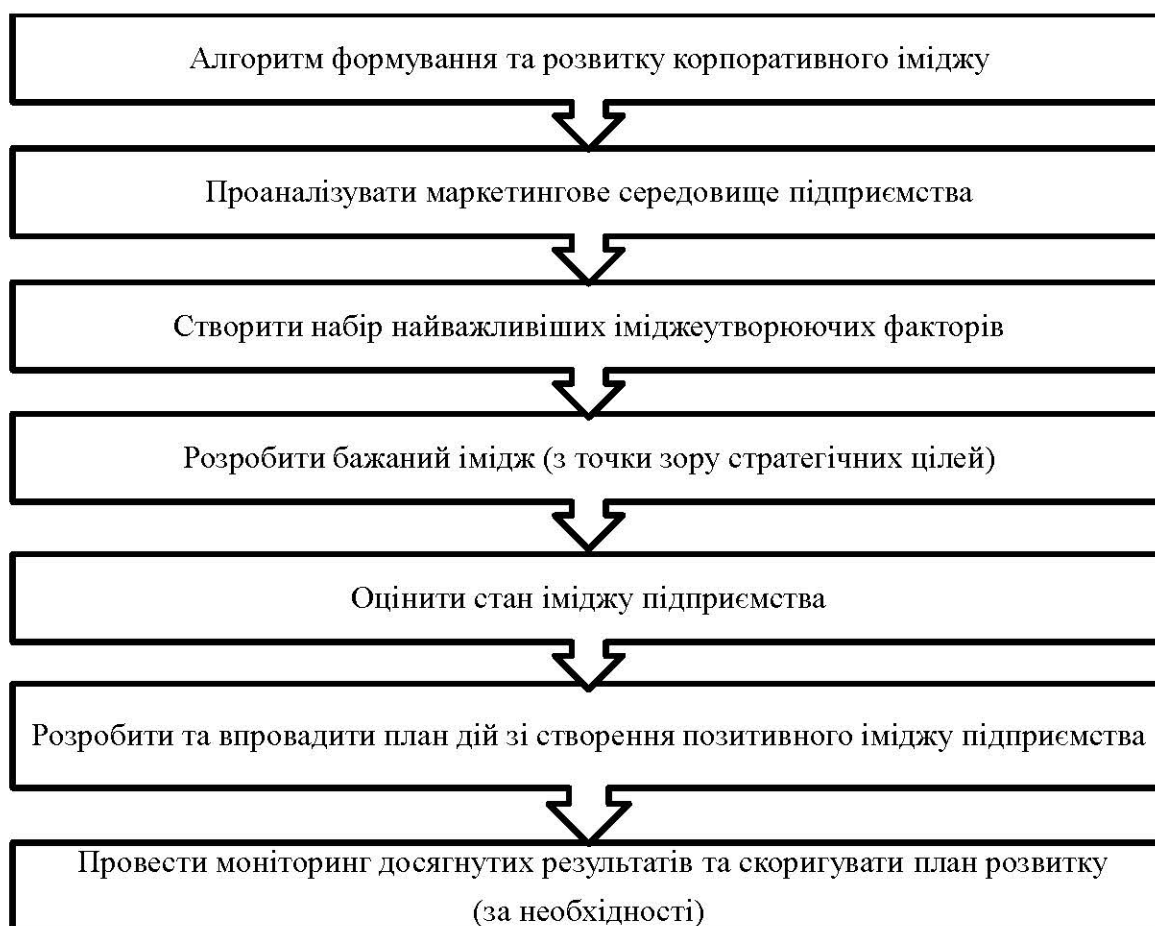 Алгоритм формування та розвитку корпоративного іміджу
Проаналізувати маркетингове середовище підприємства
Створити набір найважливіших іміджеутворюючих факторів
Розробити бажаний імідж (з точки зору стратегічних цілей)
Оцінити стан іміджу підприємства
Розробити та впровадити план дій зі створення позитивного іміджу підприємства
Провести моніторинг досягнутих результатів та скоригувати план розвитку
(за необхідності)